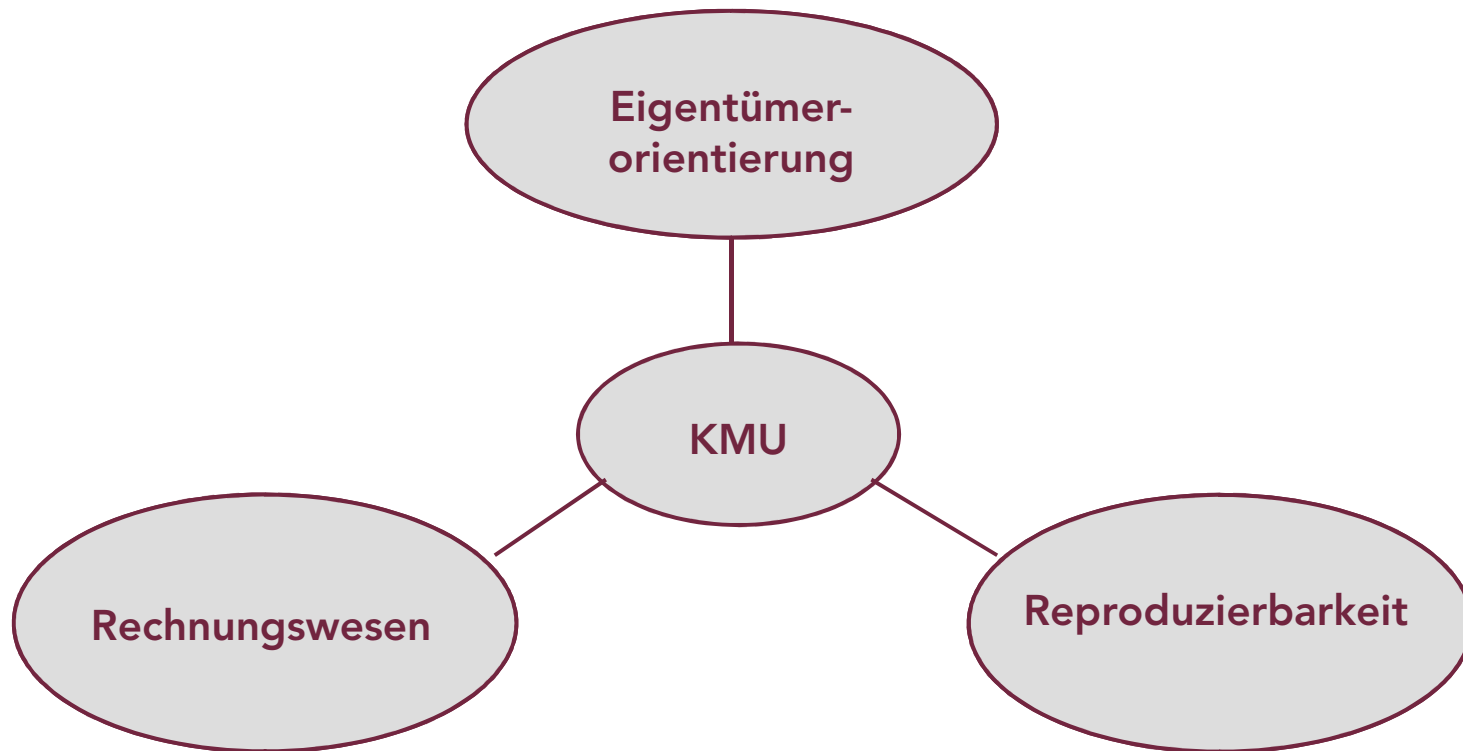 Eigentümer-
orientierung
KMU
Rechnungswesen
Reproduzierbarkeit